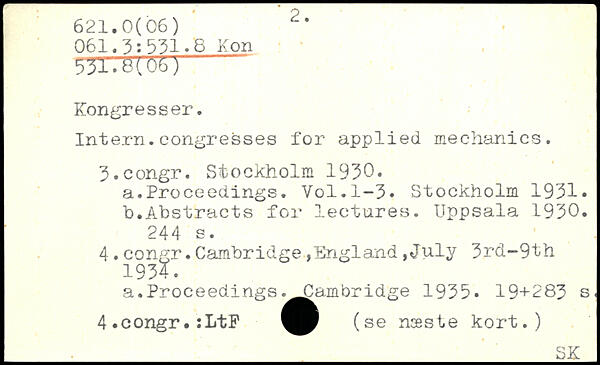 2.
621.0(06)
061.3:531.8 Kon
531.8(06)
Kongresser.
Intern.congresses for applied mechanics.
3.congr. Stockholm 1930.
a.Proceedings. Vol.1-3. Stockholm 1931.
b.Abstracts for lectures. Uppsala 1930.
244 s.
4.congr.Cambridge,England,July 3rd-9th
1934.
a.Proceedings. Cambridge 1935. 19+283 s.
4.congr.:LtF (se næste kort.)
SK